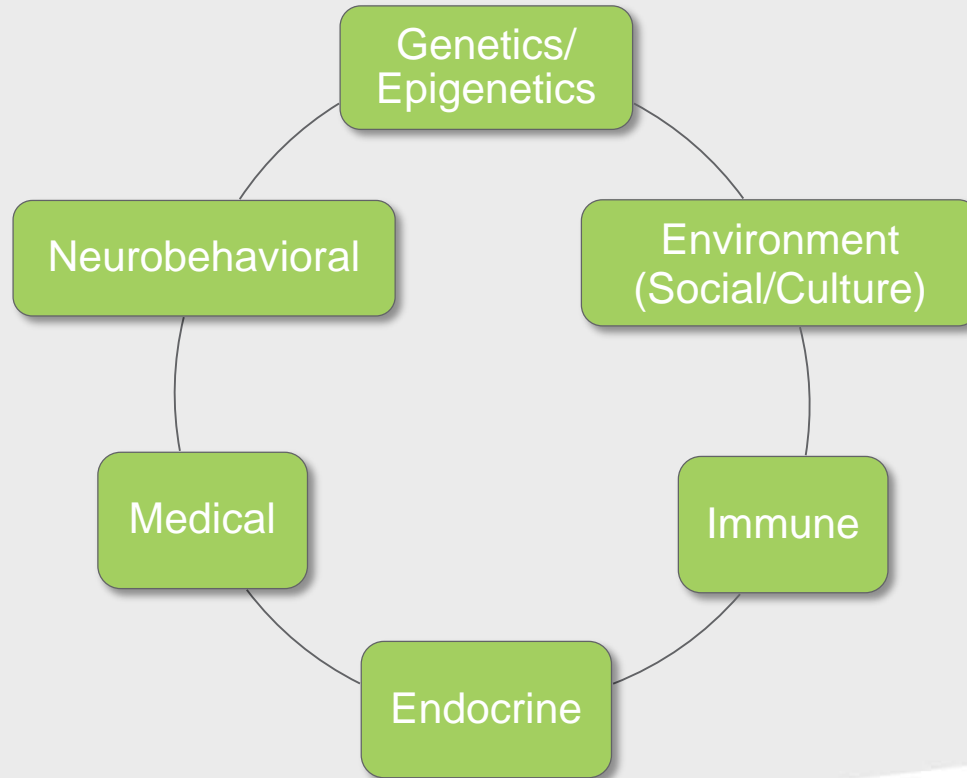 Genetics/
Epigenetics
Neurobehavioral
Environment
(Social/Culture)
Medical
Immune
Endocrine